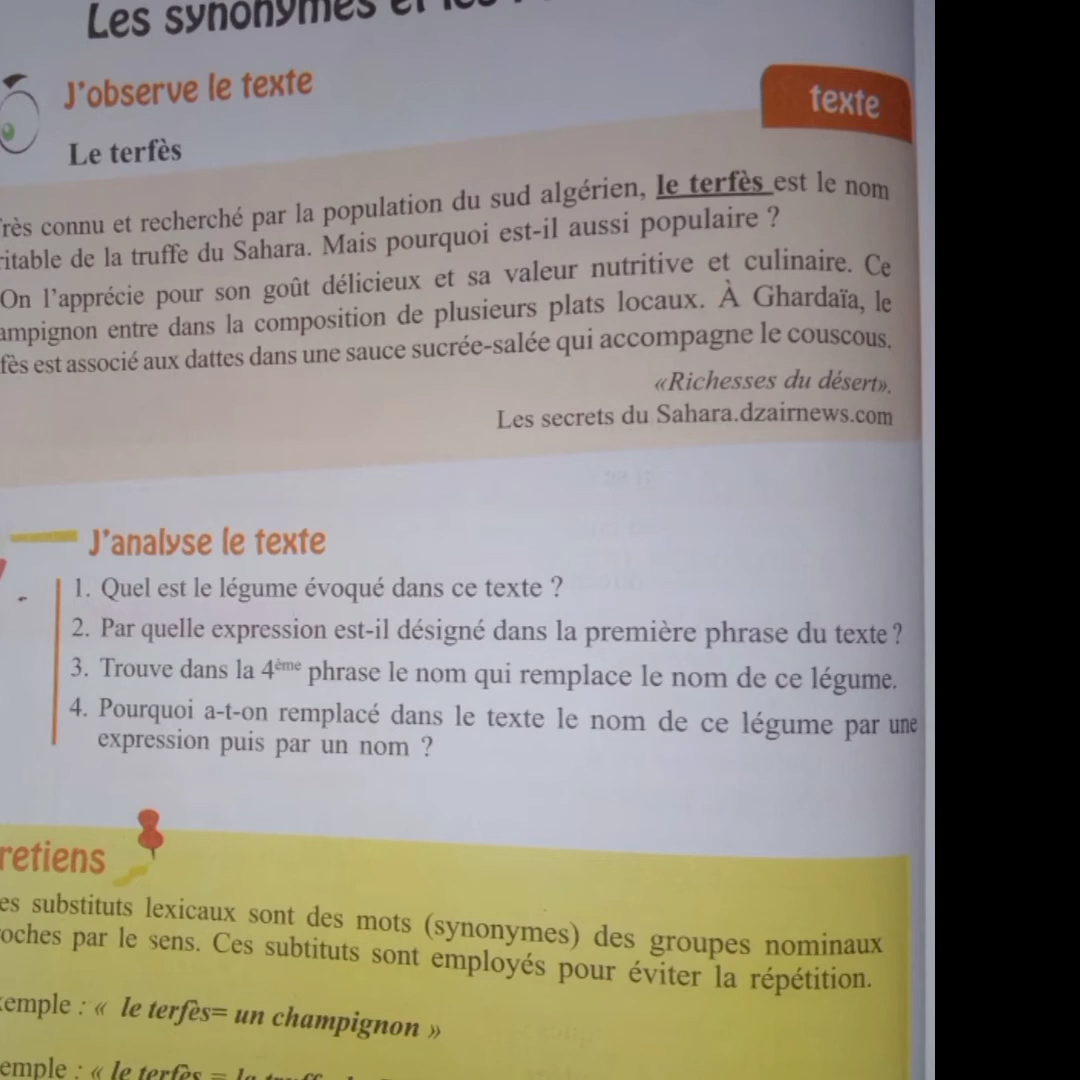 Les synonymes et les
J'observe le texte
texte
Le terfès
rès connu et recherché par la population du sud algérien, le terfès est le nom
ritable de la truffe du Sahara. Mais pourquoi est-il aussi populaire ?
On l'apprécie pour son goût délicieux et sa valeur nutritive et culinaire. Ce
ampignon entre dans la composition de plusieurs plats locaux. À Ghardaïa, le
fès est associé aux dattes dans une sauce sucrée-salée qui accompagne le couscous.
«Richesses du désert».
Les secrets du Sahara.dzairnews.com
J'analyse le texte
1. Quel est le légume évoqué dans ce texte ?
2. Par quelle expression est-il désigné dans la première phrase du texte ?
3. Trouve dans la 4ème phrase le nom qui remplace le nom de ce légume.
4. Pourquoi a-t-on remplacé dans le texte le nom de ce légume par une
expression puis par un nom ?
retiens
es substituts lexicaux sont des mots (synonymes) des groupes nominaux
roches par le sens. Ces subtituts sont employés pour éviter la répétition.
xemple : « le terfès= un champignon »
emple : « le terfès = la